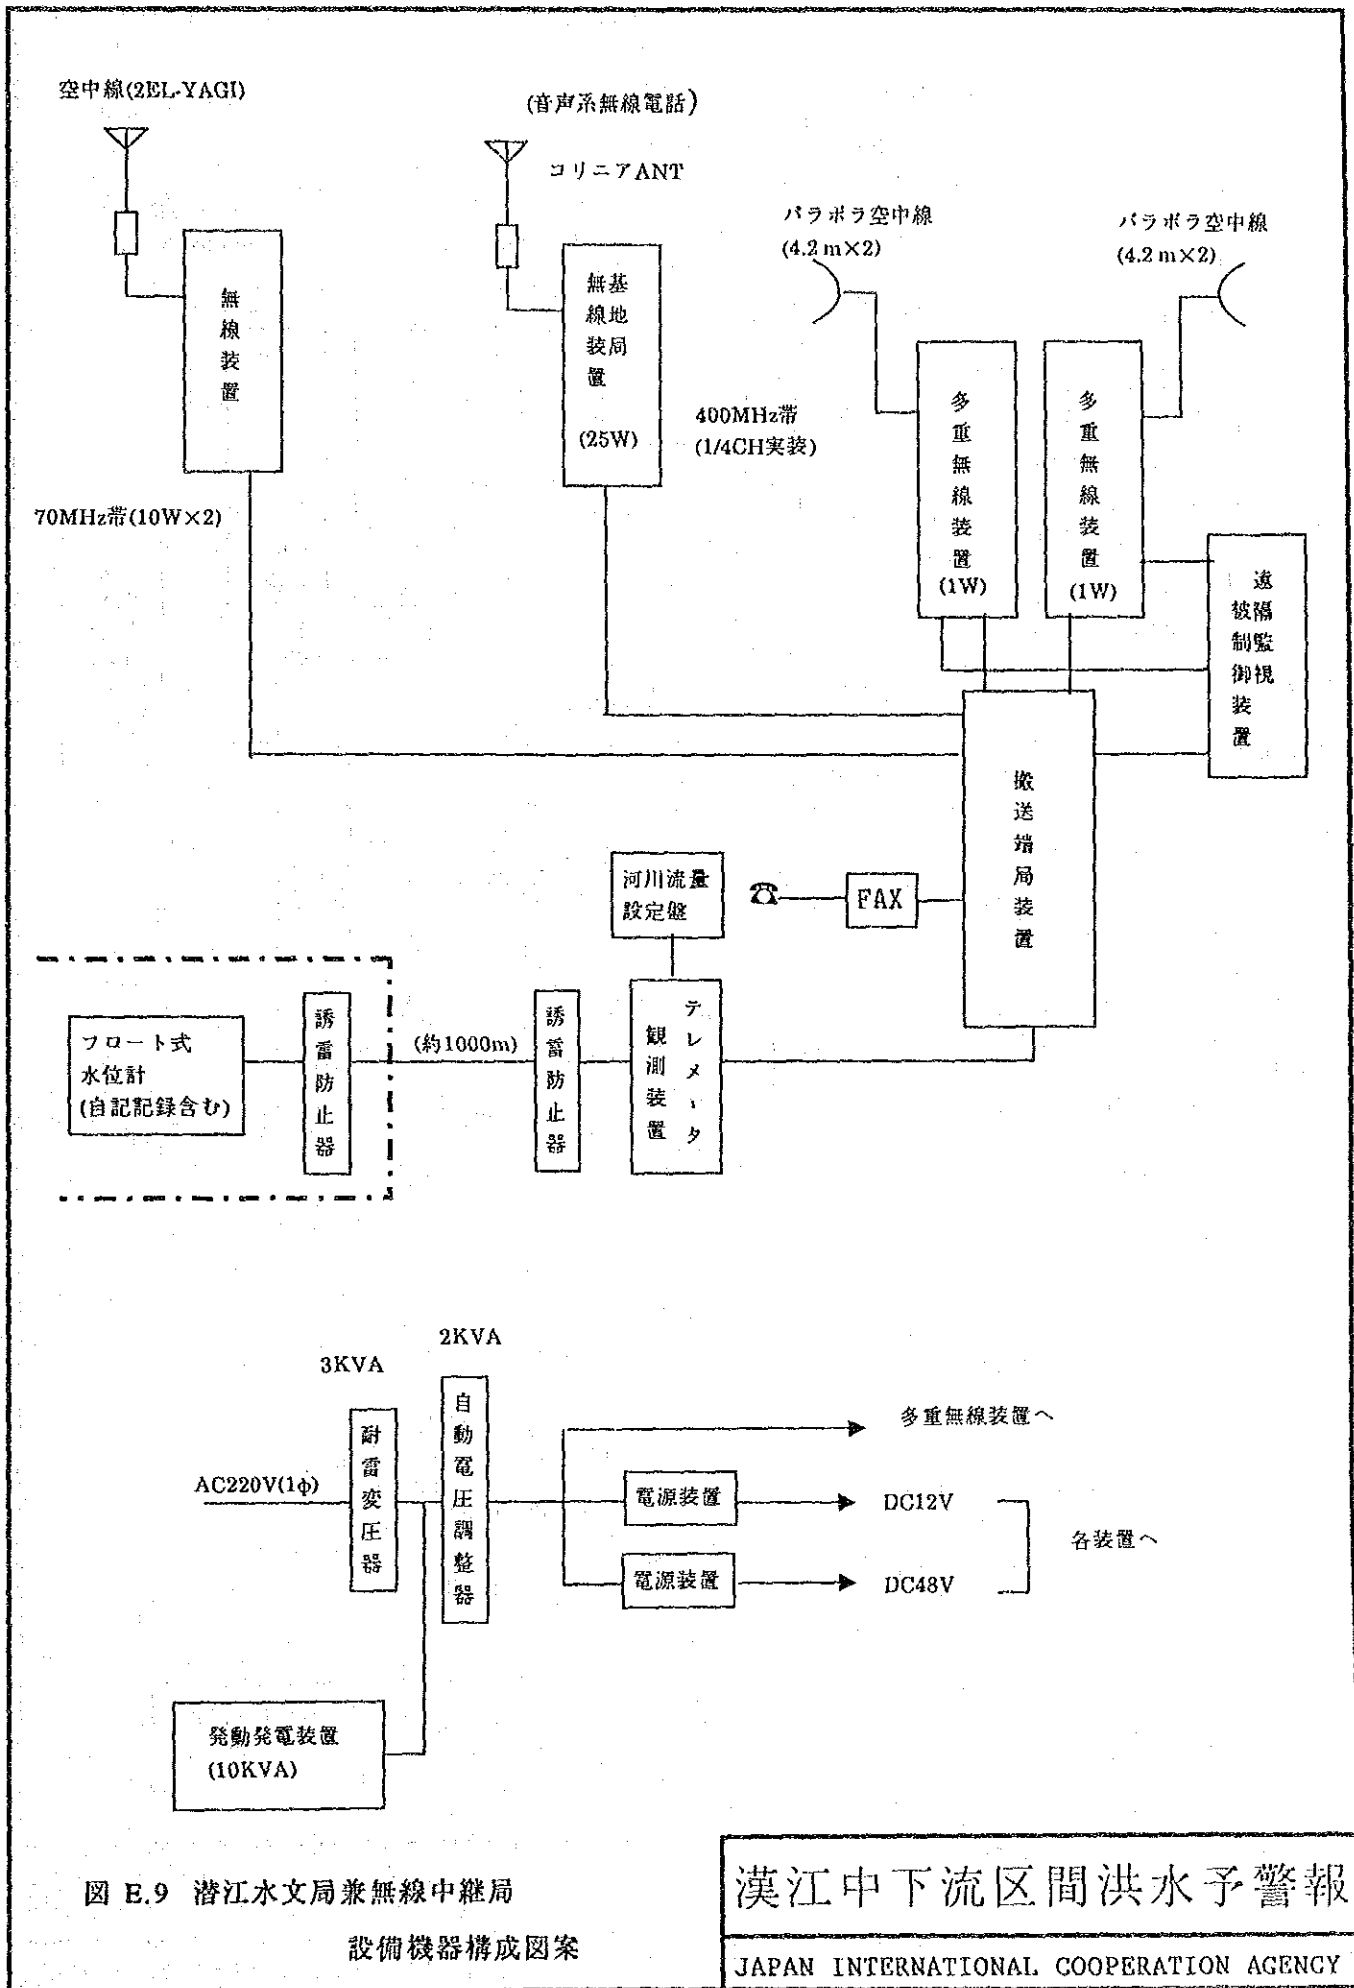 空中線(2EL-YAGI)
(音声系無線電話)
コリニアANT
パラボラ空中線
(4.2m×2)
パラボラ空中線
(4.2m×2)
無線装置
基地局
無線装置
(25W)
400MHz帯
(1/4CH実装)
多重無線装置
(1W)
多重無線装置
(1W)
70MHz帯(10W×2)
遠隔監視
被制御装置
搬送端局装置
河川流量
設定盤
FAX
フロート式
水位計
(自記記録含む)
誘雷防止器
(約1000m)
誘雷防止器
テレメータ
観測装置
3KVA
2KVA
AC220V(1φ)
耐雷変圧器
自動電圧調整器
多重無線装置へ
電源装置
DC12V
各装置へ
電源装置
DC48V
発動発電装置
(10KVA)
図 E.9 潜江水文局兼無線中継局
設備機器構成図案
漢江中下流区間洪水予警報
JAPAN INTERNATIONAL COOPERATION AGENCY